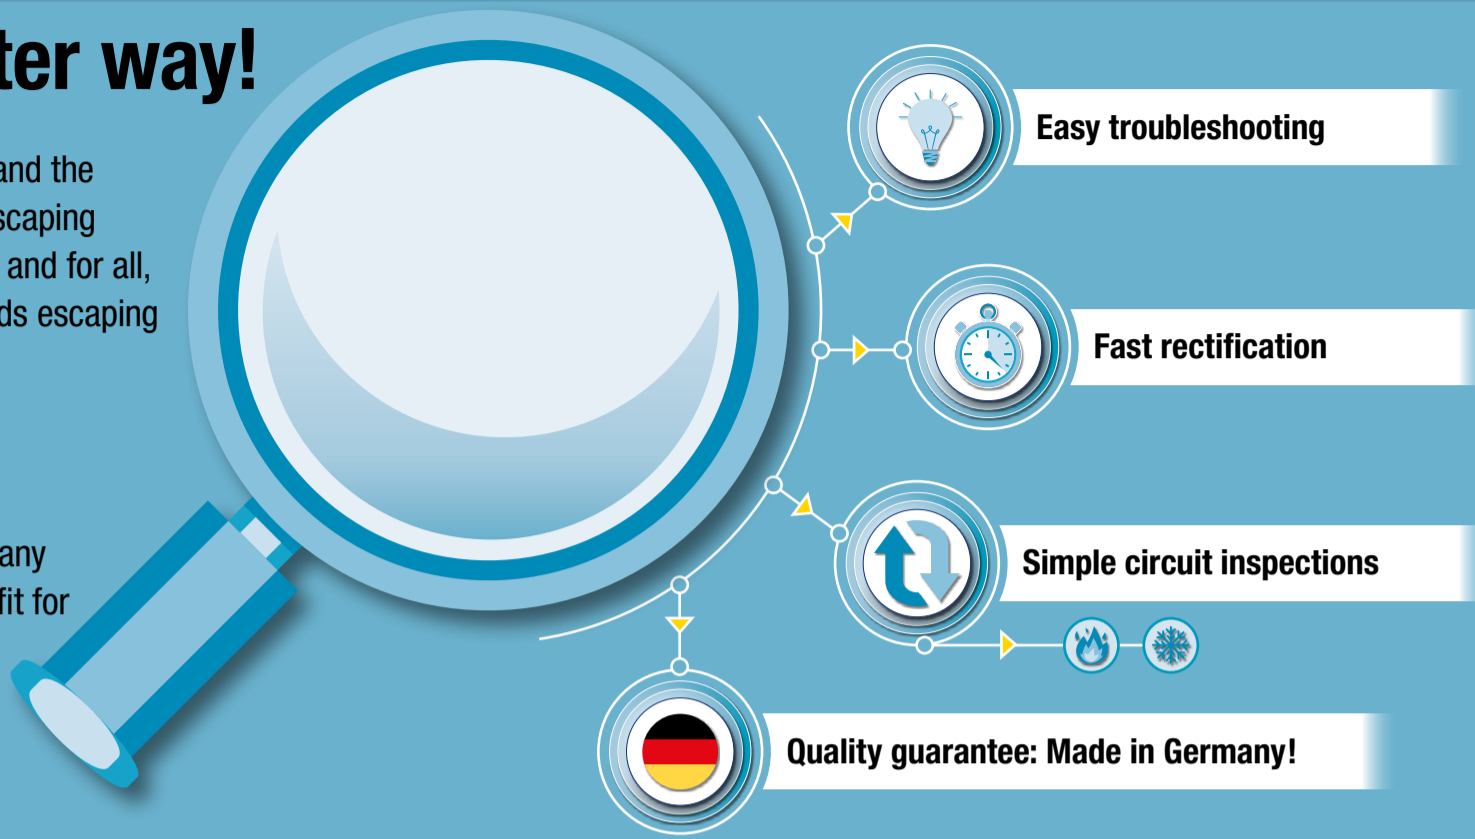 ter way!
and the
scaping
and for all,
ds escaping
any
fit for
Easy troubleshooting
Fast rectification
Simple circuit inspections
Quality guarantee: Made in Germany!